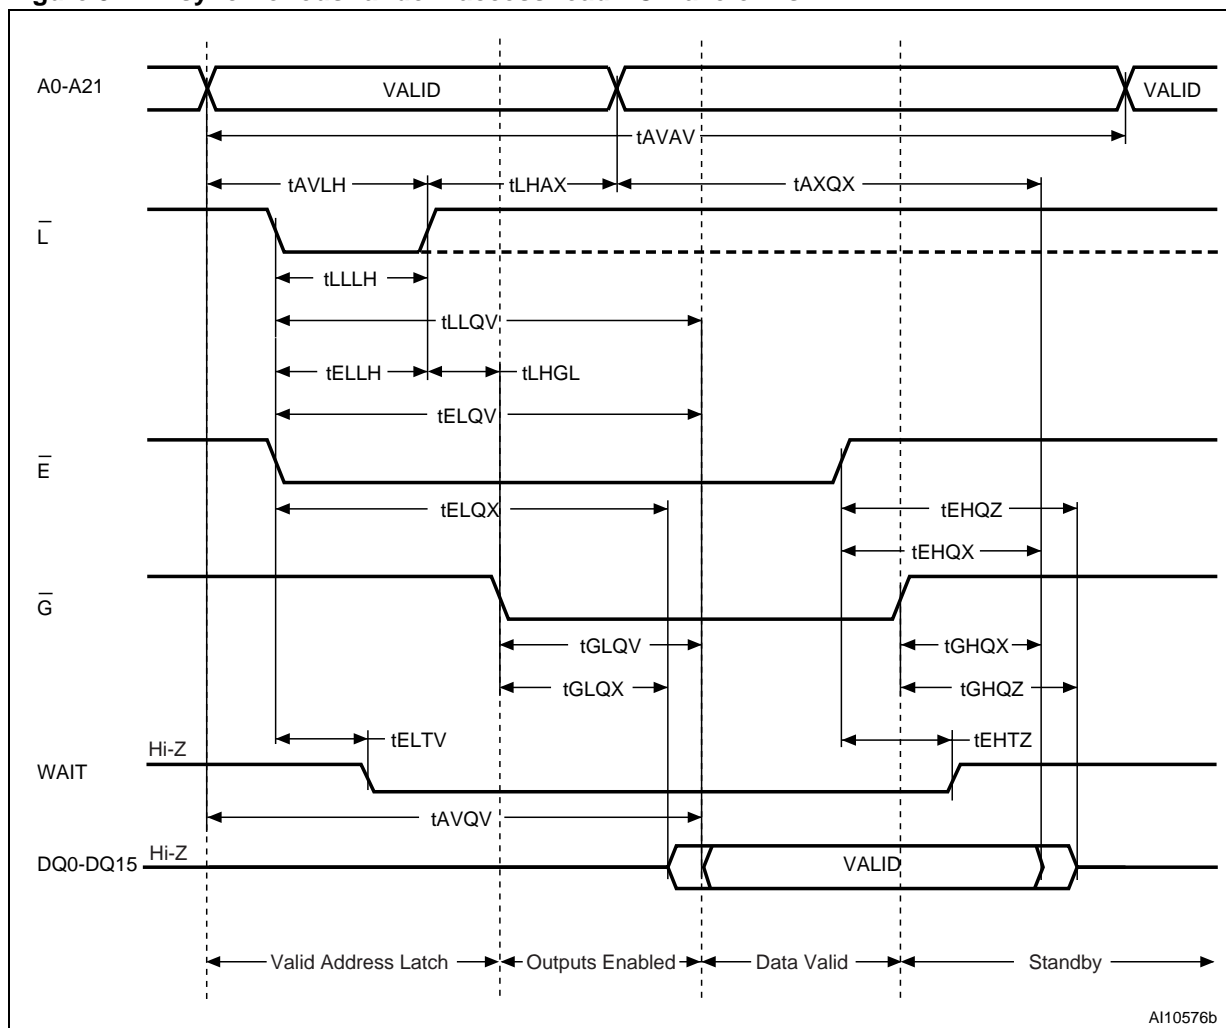 A0-A21
VALID
VALID
tAVAV
tAVLH
tLHAX
tAXQX
L
tLLLH
tLLQV
tELLH
tLHGL
tELQV
E
tELQX
tEHQZ
tEHQX
G
tGLQV
tGHQX
tGLQX
tGHQZ
tELTV
tEHTZ
Hi-Z
WAIT
tAVQV
Hi-Z
DQ0-DQ15
VALID
Valid Address Latch
Outputs Enabled
Data Valid
Standby
AI10576b